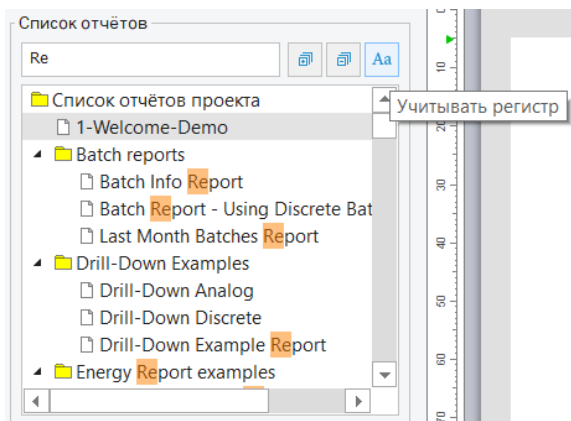 Список отчётов
Re
Aa
Учитывать регистр
Список отчётов проекта
1-Welcome-Demo
Batch reports
Batch Info Report
Batch Report - Using Discrete Bat
Last Month Batches Report
Drill-Down Examples
Drill-Down Analog
Drill-Down Discrete
Drill-Down Example Report
Energy Report examples
10
20
30
40
50
60
70